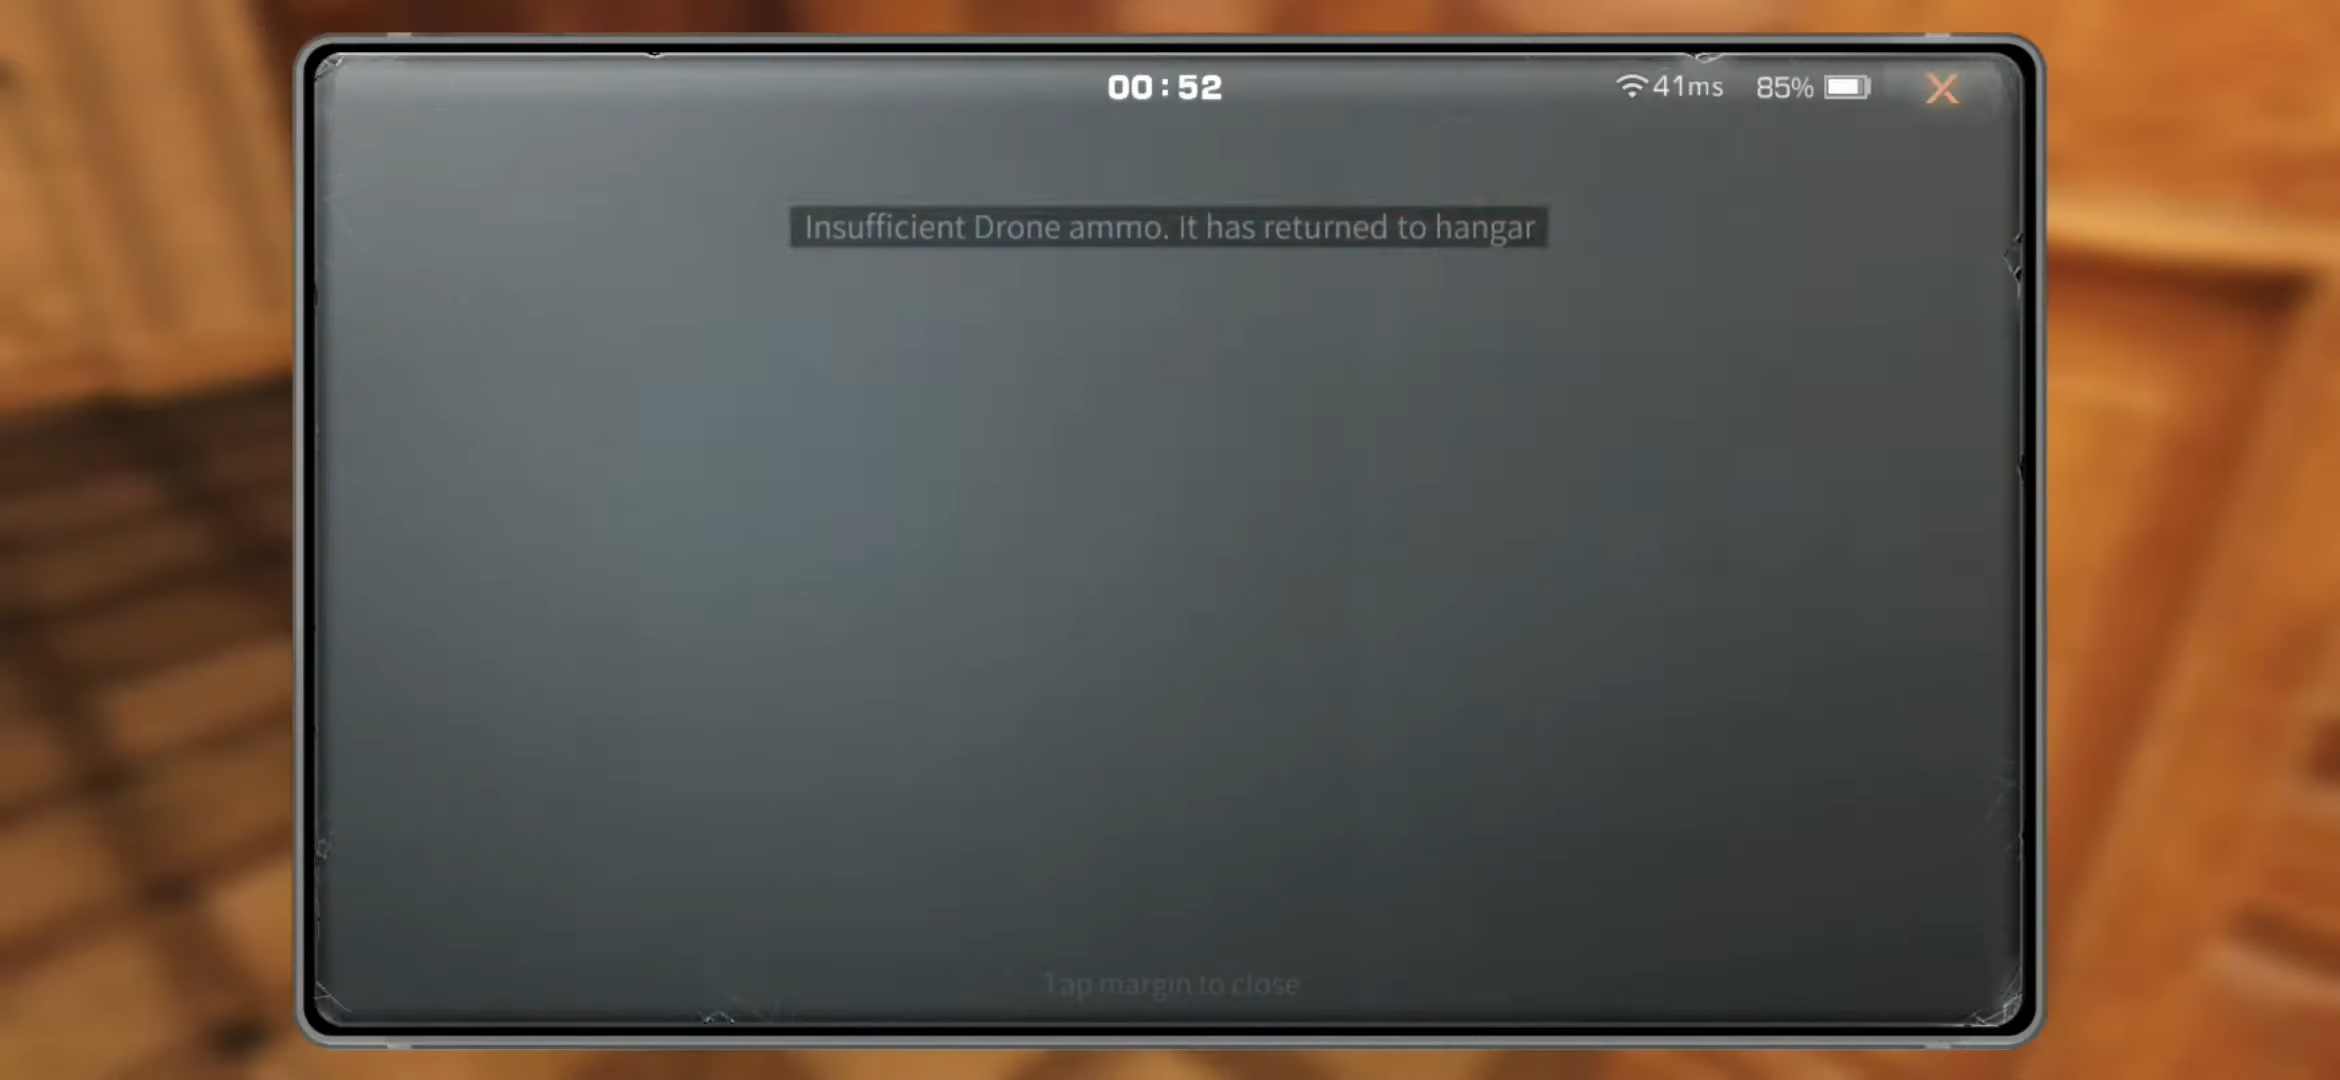 00:52
41ms 85% X
Insufficient Drone ammo. It has returned to hangar
Tap margin to close